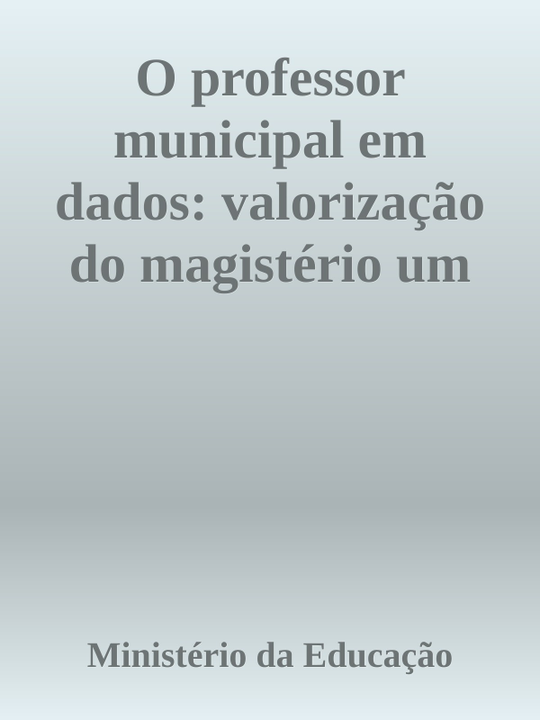 O professor
municipal em
dados: valorização
do magistério um
Ministério da Educação